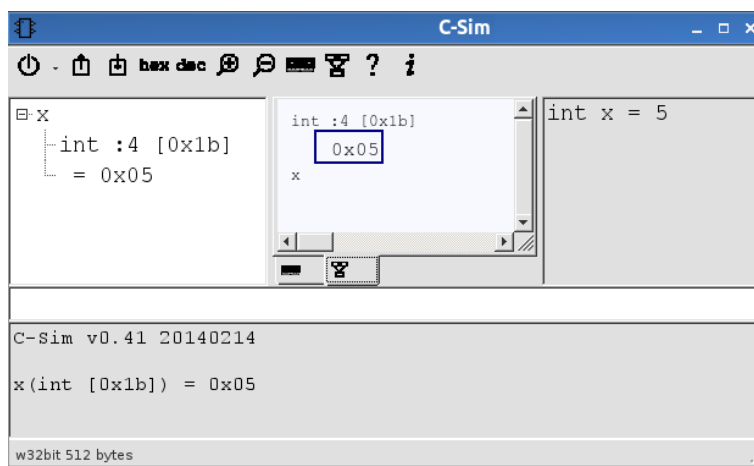 C-Sim
hex dec ? i
x
int :4 [0x1b]
= 0x05
int :4 [0x1b]
0x05
x
int x = 5
C-Sim v0.41 20140214
x(int [0x1b]) = 0x05
w32bit 512 bytes